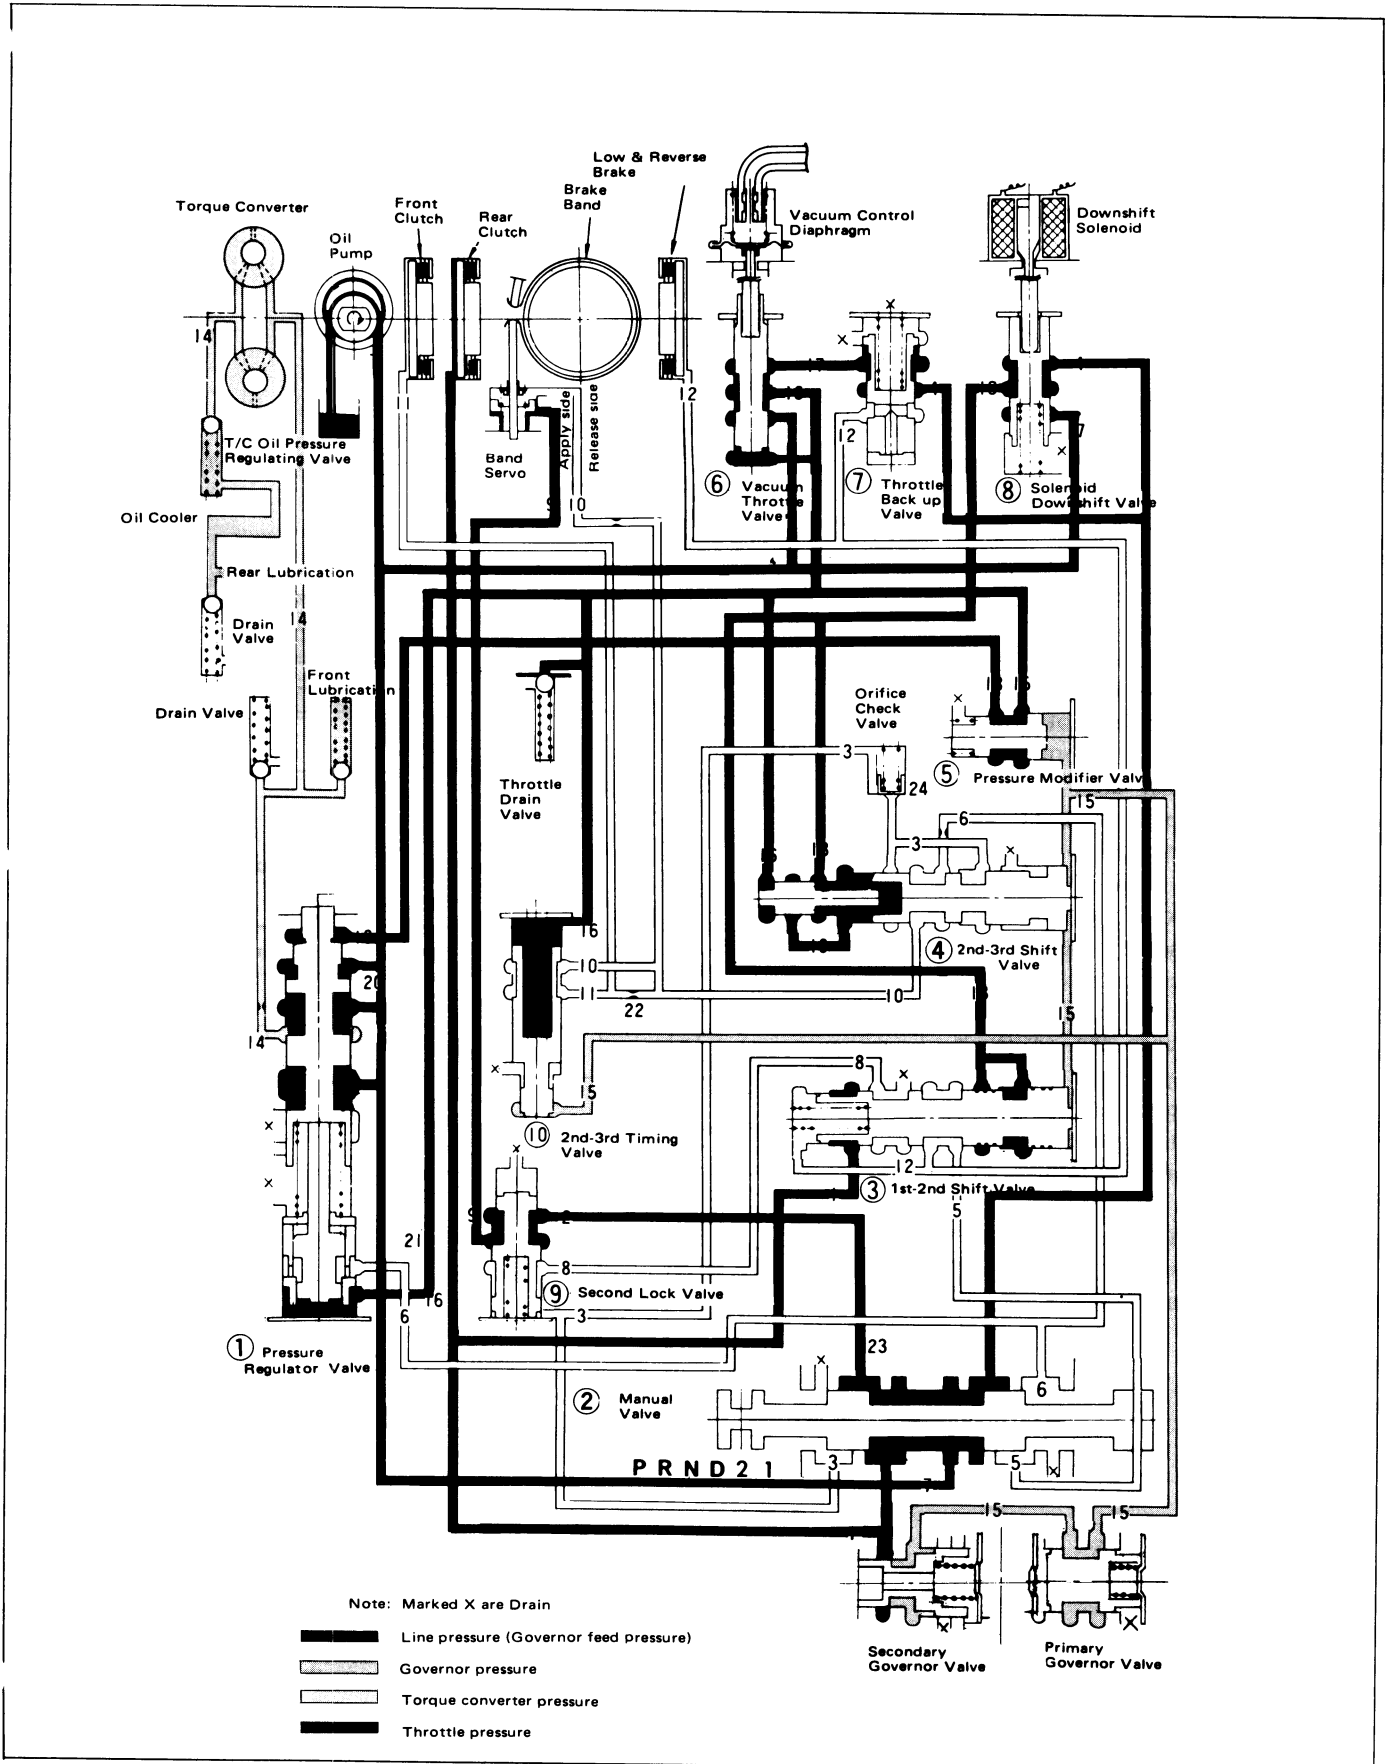 Low & Reverse
Brake
Brake
Band
Front
Clutch
Rear
Clutch
Torque Converter
Oil
Pump
Vacuum Control
Diaphragm
Downshift
Solenoid
14
11
12
17
16
18
7
12
T/C Oil Pressure
Regulating Valve
Apply side
Release side
Band
Servo
6
Vacuum
Throttle
Valve
7
Throttle
Back up
Valve
8
Solenoid
Downshift Valve
9
10
Oil Cooler
Rear Lubrication
14
Drain
Valve
Front
Lubrication
Drain Valve
Orifice
Check
Valve
Throttle
Drain
Valve
3
24
5
Pressure Modifier Valve
15
6
3
4
2nd-3rd Shift
Valve
16
10
11
22
10
20
14
15
8
15
10
2nd-3rd Timing
Valve
12
3
1st-2nd Shift Valve
5
21
16
6
8
9
Second Lock Valve
3
1
Pressure
Regulator Valve
23
2
Manual
Valve
6
3
5
P R N D 2 1
7
15
15
Secondary
Governor Valve
Primary
Governor Valve
Note: Marked X are Drain
Line pressure (Governor feed pressure)
Governor pressure
Torque converter pressure
Throttle pressure